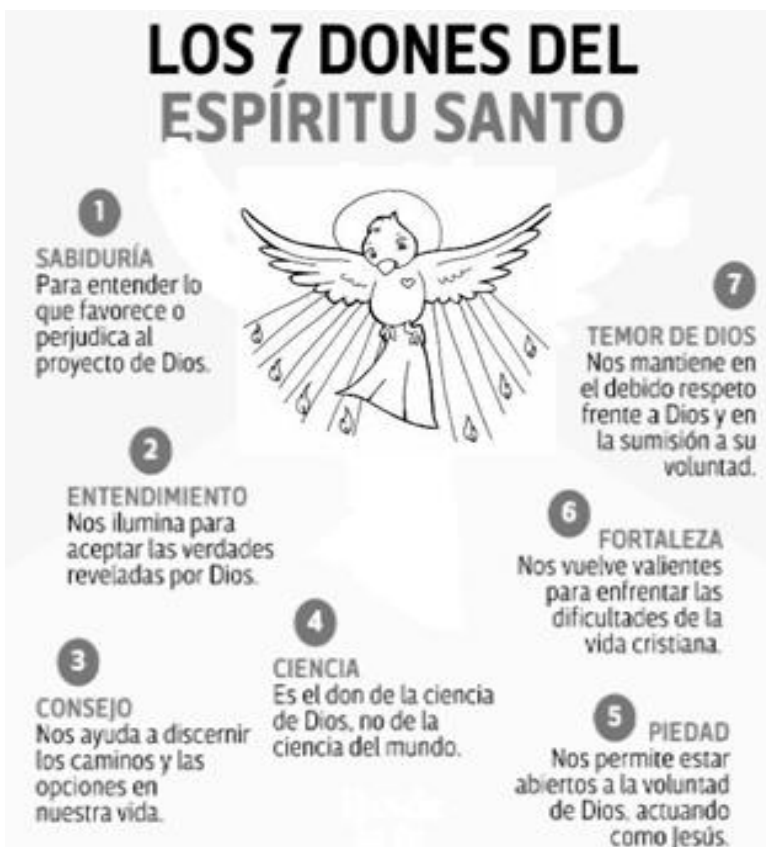 LOS 7 DONES DEL
ESPÍRITU SANTO
1
SABIDURÍA
Para entender lo
que favorece o
perjudica al
proyecto de Dios.
2
ENTENDIMIENTO
Nos ilumina para
aceptar las verdades
reveladas por Dios.
3
CONSEJO
Nos ayuda a discernir
los caminos y las
opciones en
nuestra vida.
4
CIENCIA
Es el don de la ciencia
de Dios, no de la
ciencia del mundo.
5
PIEDAD
Nos permite estar
abiertos a la voluntad
de Dios, actuando
como Jesús.
6
FORTALEZA
Nos vuelve valientes
para enfrentar las
dificultades de la
vida cristiana.
7
TEMOR DE DIOS
Nos mantiene en
el debido respeto
frente a Dios y en
la sumisión a su
voluntad.